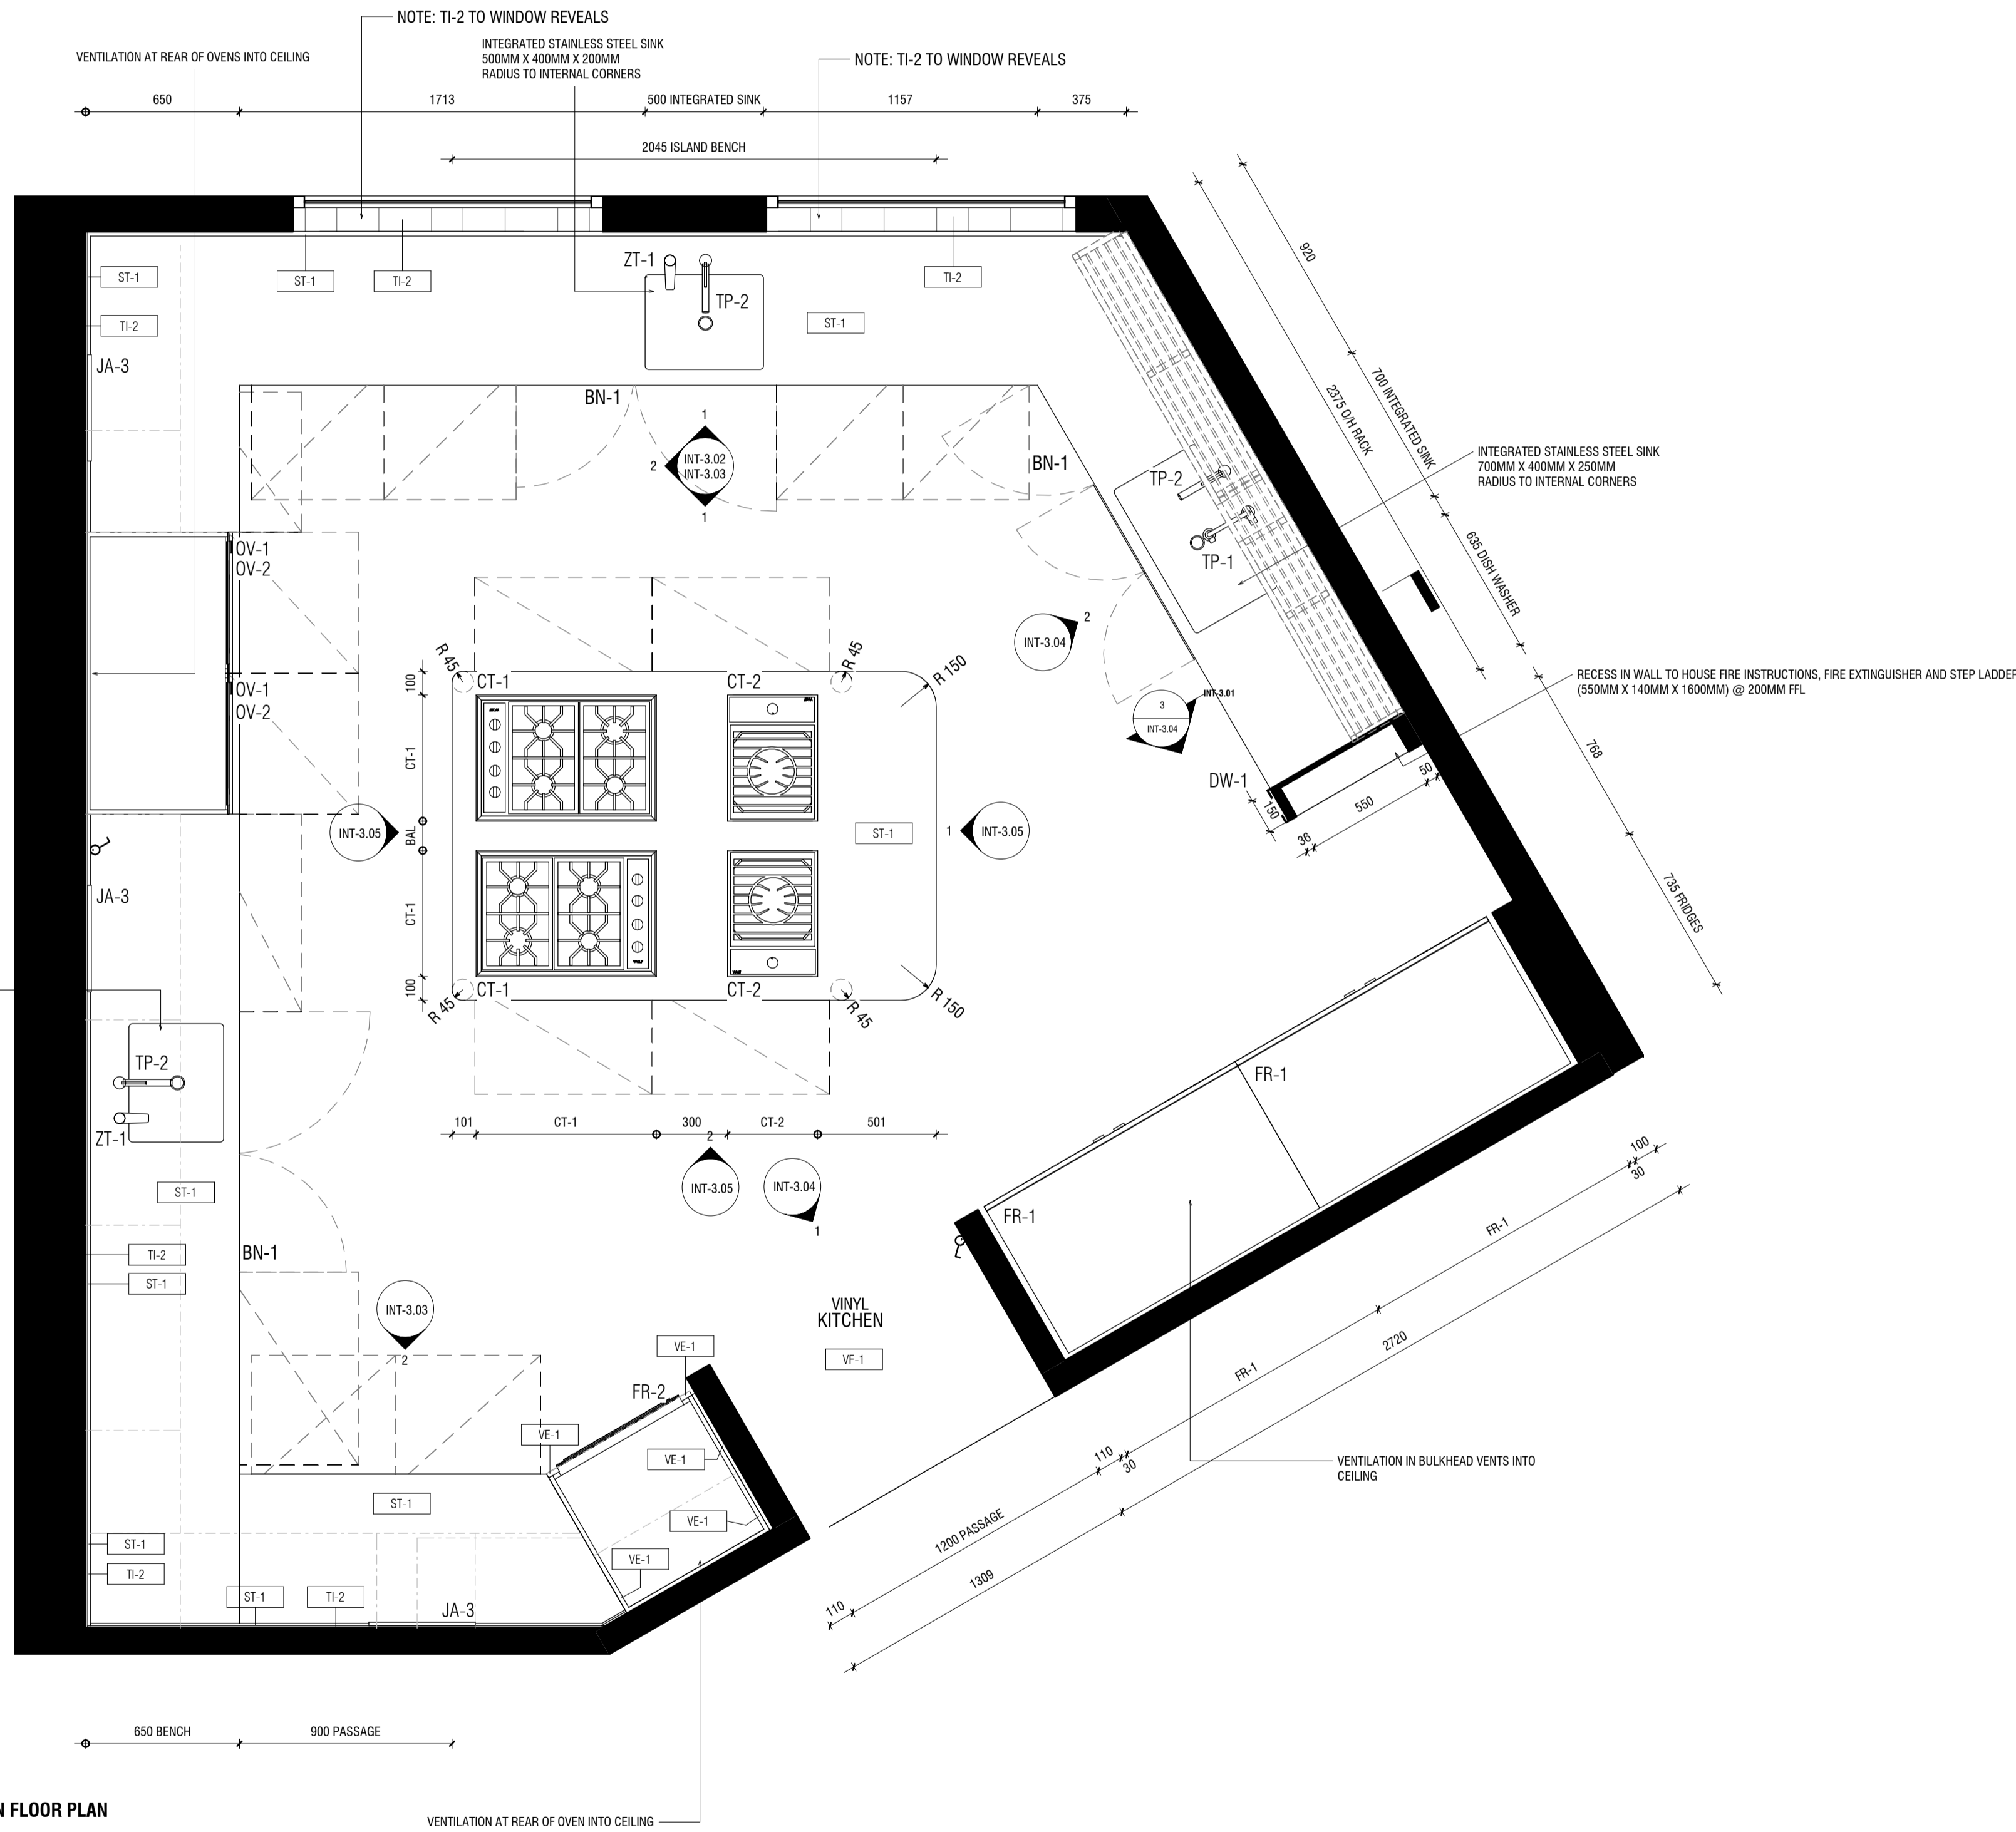 NOTE: TI-2 TO WINDOW REVEALS
INTEGRATED STAINLESS STEEL SINK
500MM X 400MM X 200MM
RADIUS TO INTERNAL CORNERS
VENTILATION AT REAR OF OVENS INTO CEILING
NOTE: TI-2 TO WINDOW REVEALS
650
1713
500 INTEGRATED SINK
1157
375
2045 ISLAND BENCH
920
700 INTEGRATED SINK
2375 O/H RACK
635 DISH WASHER
768
735 FRIDGES
ST-1
ST-1
TI-2
ZT-1
TP-2
TI-2
TI-2
ST-1
JA-3
BN-1
1
2
INT-3.02
INT-3.03
1
BN-1
TP-2
TP-1
INTEGRATED STAINLESS STEEL SINK
700MM X 400MM X 250MM
RADIUS TO INTERNAL CORNERS
OV-1
OV-2
INT-3.04
2
RECESS IN WALL TO HOUSE FIRE INSTRUCTIONS, FIRE EXTINGUISHER AND STEP LADDER
(550MM X 140MM X 1600MM) @ 200MM FFL
OV-1
OV-2
R 45
100
CT-1
CT-2
R 45
R 150
INT-3.01
3
INT-3.04
CT-1
DW-1
150
36
550
50
INT-3.05
BAL
ST-1
1
INT-3.05
JA-3
CT-1
WOLF
100
R 45
CT-1
CT-2
R 45
R 150
TP-2
ZT-1
101
CT-1
300
CT-2
501
2
INT-3.05
INT-3.04
1
FR-1
FR-1
ST-1
TI-2
ST-1
BN-1
INT-3.03
2
VINYL
KITCHEN
VF-1
VE-1
FR-2
VE-1
VE-1
VE-1
VE-1
100
30
FR-1
2720
FR-1
110
30
1200 PASSAGE
1309
110
VENTILATION IN BULKHEAD VENTS INTO
CEILING
ST-1
ST-1
TI-2
ST-1
TI-2
JA-3
650 BENCH
900 PASSAGE
N FLOOR PLAN
VENTILATION AT REAR OF OVEN INTO CEILING